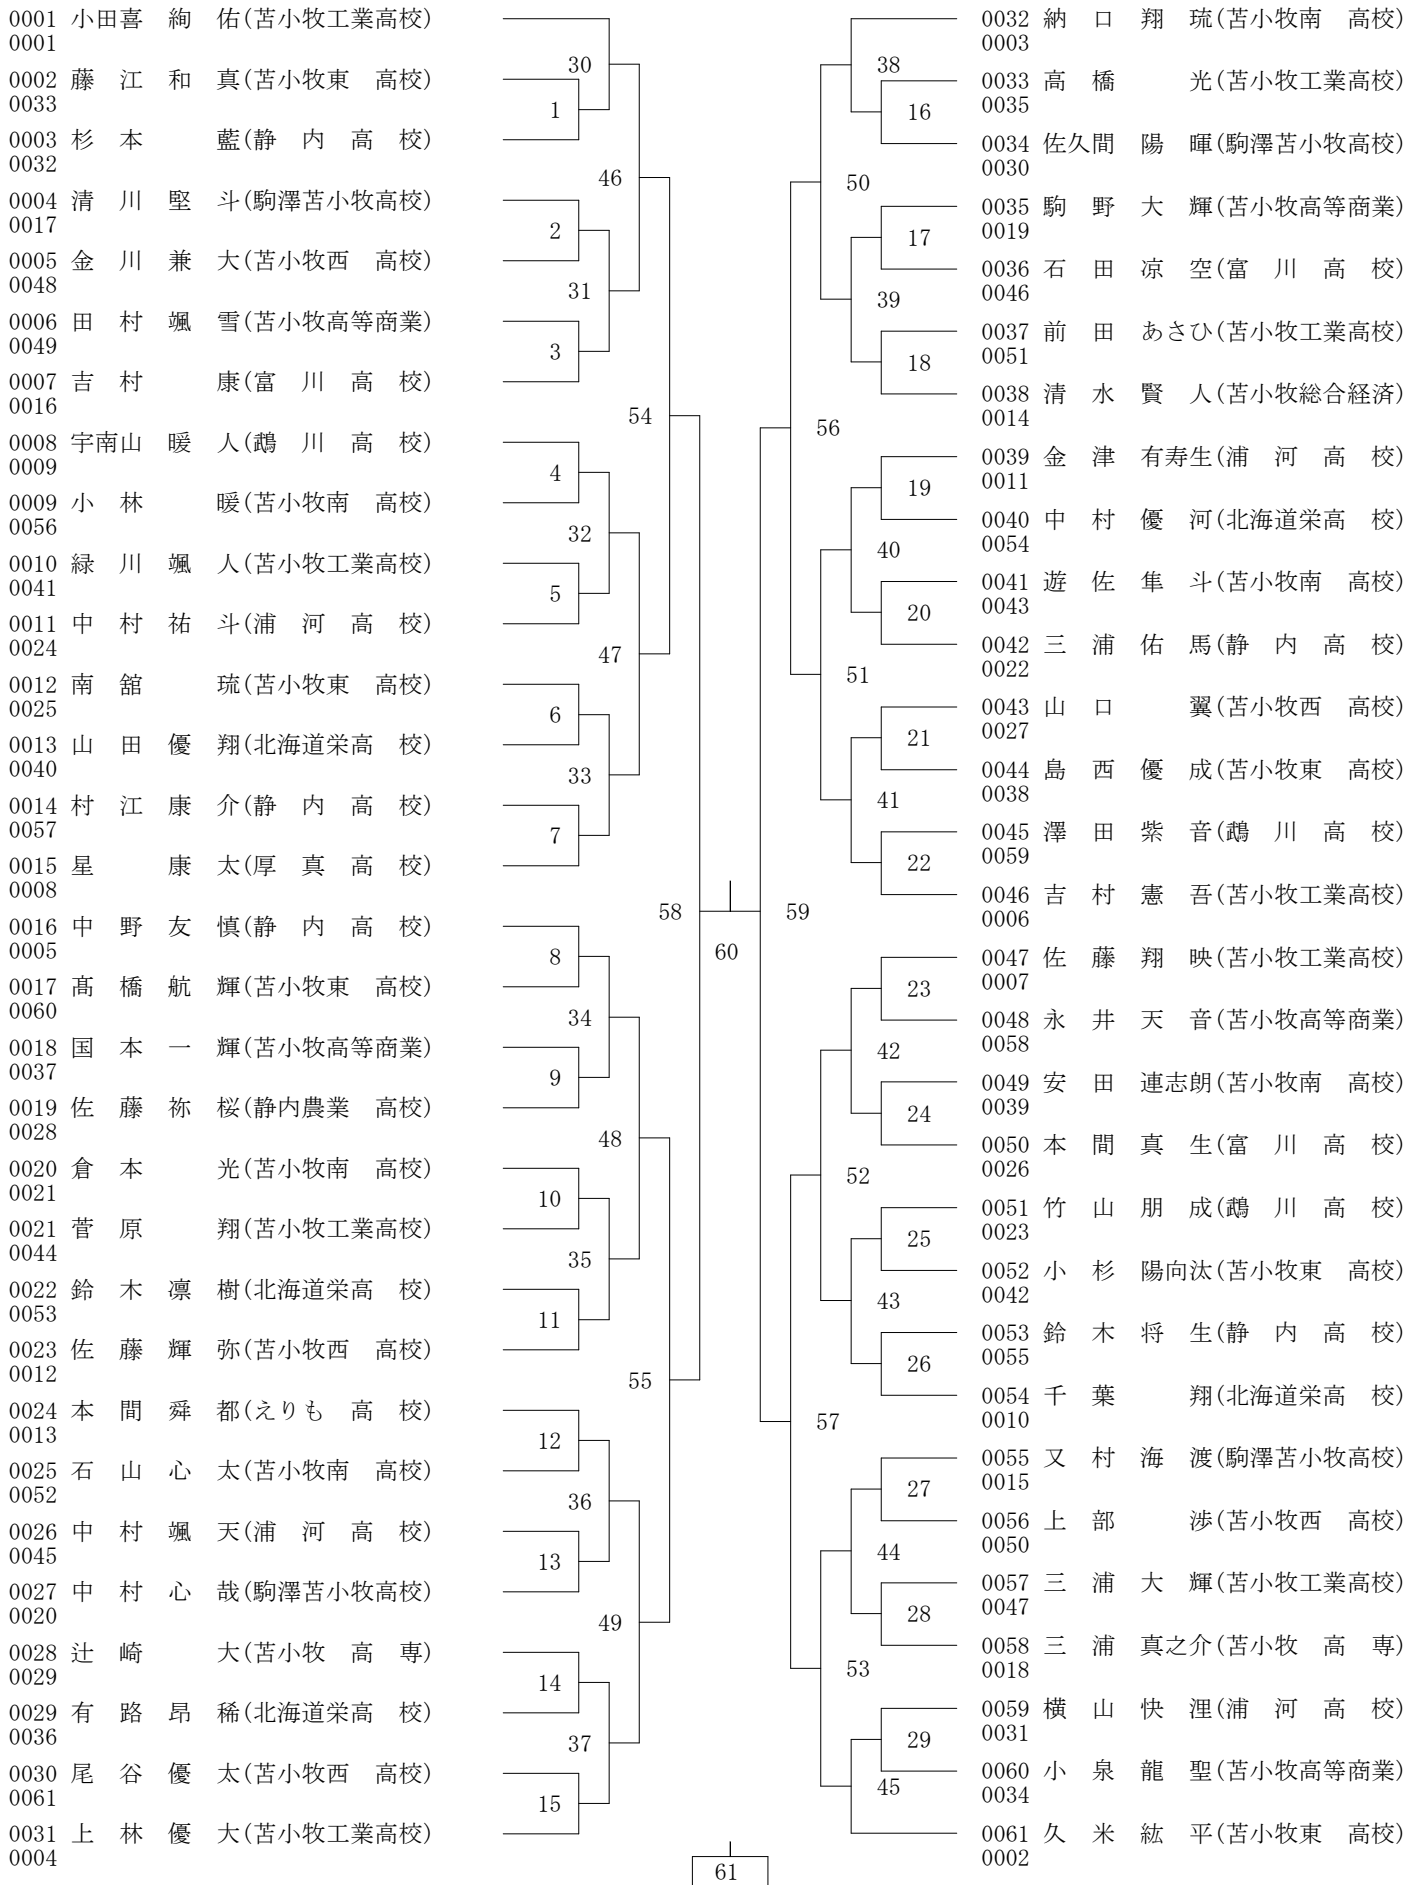 0001 小田喜 絢 佑(苫小牧工業高校)
0001
0002 藤 江 和 真(苫小牧東 高校)
0033
0003 杉 本 藍(静 内 高 校)
0032
0004 清 川 堅 斗(駒澤苫小牧高校)
0017
0005 金 川 兼 大(苫小牧西 高校)
0048
0006 田 村 颯 雪(苫小牧高等商業)
0049
0007 吉 村 康(富 川 高 校)
0016
0008 宇南山 暖 人(鵡 川 高 校)
0009
0009 小 林 暖(苫小牧南 高校)
0056
0010 緑 川 颯 人(苫小牧工業高校)
0041
0011 中 村 祐 斗(浦 河 高 校)
0024
0012 南 舘 琉(苫小牧東 高校)
0025
0013 山 田 優 翔(北海道栄高 校)
0040
0014 村 江 康 介(静 内 高 校)
0057
0015 星 康 太(厚 真 高 校)
0008
0016 中 野 友 慎(静 内 高 校)
0005
0017 髙 橋 航 輝(苫小牧東 高校)
0060
0018 国 本 一 輝(苫小牧高等商業)
0037
0019 佐 藤 祢 桜(静内農業 高校)
0028
0020 倉 本 光(苫小牧南 高校)
0021
0021 菅 原 翔(苫小牧工業高校)
0044
0022 鈴 木 凛 樹(北海道栄高 校)
0053
0023 佐 藤 輝 弥(苫小牧西 高校)
0012
0024 本 間 舜 都(えりも 高 校)
0013
0025 石 山 心 太(苫小牧南 高校)
0052
0026 中 村 颯 天(浦 河 高 校)
0045
0027 中 村 心 哉(駒澤苫小牧高校)
0020
0028 辻 崎 大(苫小牧 高 専)
0029
0029 有 路 昂 稀(北海道栄高 校)
0036
0030 尾 谷 優 太(苫小牧西 高校)
0061
0031 上 林 優 大(苫小牧工業高校)
0004
30
1
46
2
31
3
54
4
32
5
47
6
33
7
58
8
34
9
48
10
35
11
55
12
36
13
49
14
37
15
60
61
59
38
16
50
17
39
18
56
19
40
20
51
21
41
22
23
42
24
52
25
43
26
57
27
44
28
53
29
45
0032 納 口 翔 琉(苫小牧南 高校)
0003
0033 高 橋 光(苫小牧工業高校)
0035
0034 佐久間 陽 暉(駒澤苫小牧高校)
0030
0035 駒 野 大 輝(苫小牧高等商業)
0019
0036 石 田 凉 空(富 川 高 校)
0046
0037 前 田 あさひ(苫小牧工業高校)
0051
0038 清 水 賢 人(苫小牧総合経済)
0014
0039 金 津 有寿生(浦 河 高 校)
0011
0040 中 村 優 河(北海道栄高 校)
0054
0041 遊 佐 隼 斗(苫小牧南 高校)
0043
0042 三 浦 佑 馬(静 内 高 校)
0022
0043 山 口 翼(苫小牧西 高校)
0027
0044 島 西 優 成(苫小牧東 高校)
0038
0045 澤 田 紫 音(鵡 川 高 校)
0059
0046 吉 村 憲 吾(苫小牧工業高校)
0006
0047 佐 藤 翔 映(苫小牧工業高校)
0007
0048 永 井 天 音(苫小牧高等商業)
0058
0049 安 田 連志朗(苫小牧南 高校)
0039
0050 本 間 真 生(富 川 高 校)
0026
0051 竹 山 朋 成(鵡 川 高 校)
0023
0052 小 杉 陽向汰(苫小牧東 高校)
0042
0053 鈴 木 将 生(静 内 高 校)
0055
0054 千 葉 翔(北海道栄高 校)
0010
0055 又 村 海 渡(駒澤苫小牧高校)
0015
0056 上 部 渉(苫小牧西 高校)
0050
0057 三 浦 大 輝(苫小牧工業高校)
0047
0058 三 浦 真之介(苫小牧 高 専)
0018
0059 横 山 快 浬(浦 河 高 校)
0031
0060 小 泉 龍 聖(苫小牧高等商業)
0034
0061 久 米 紘 平(苫小牧東 高校)
0002